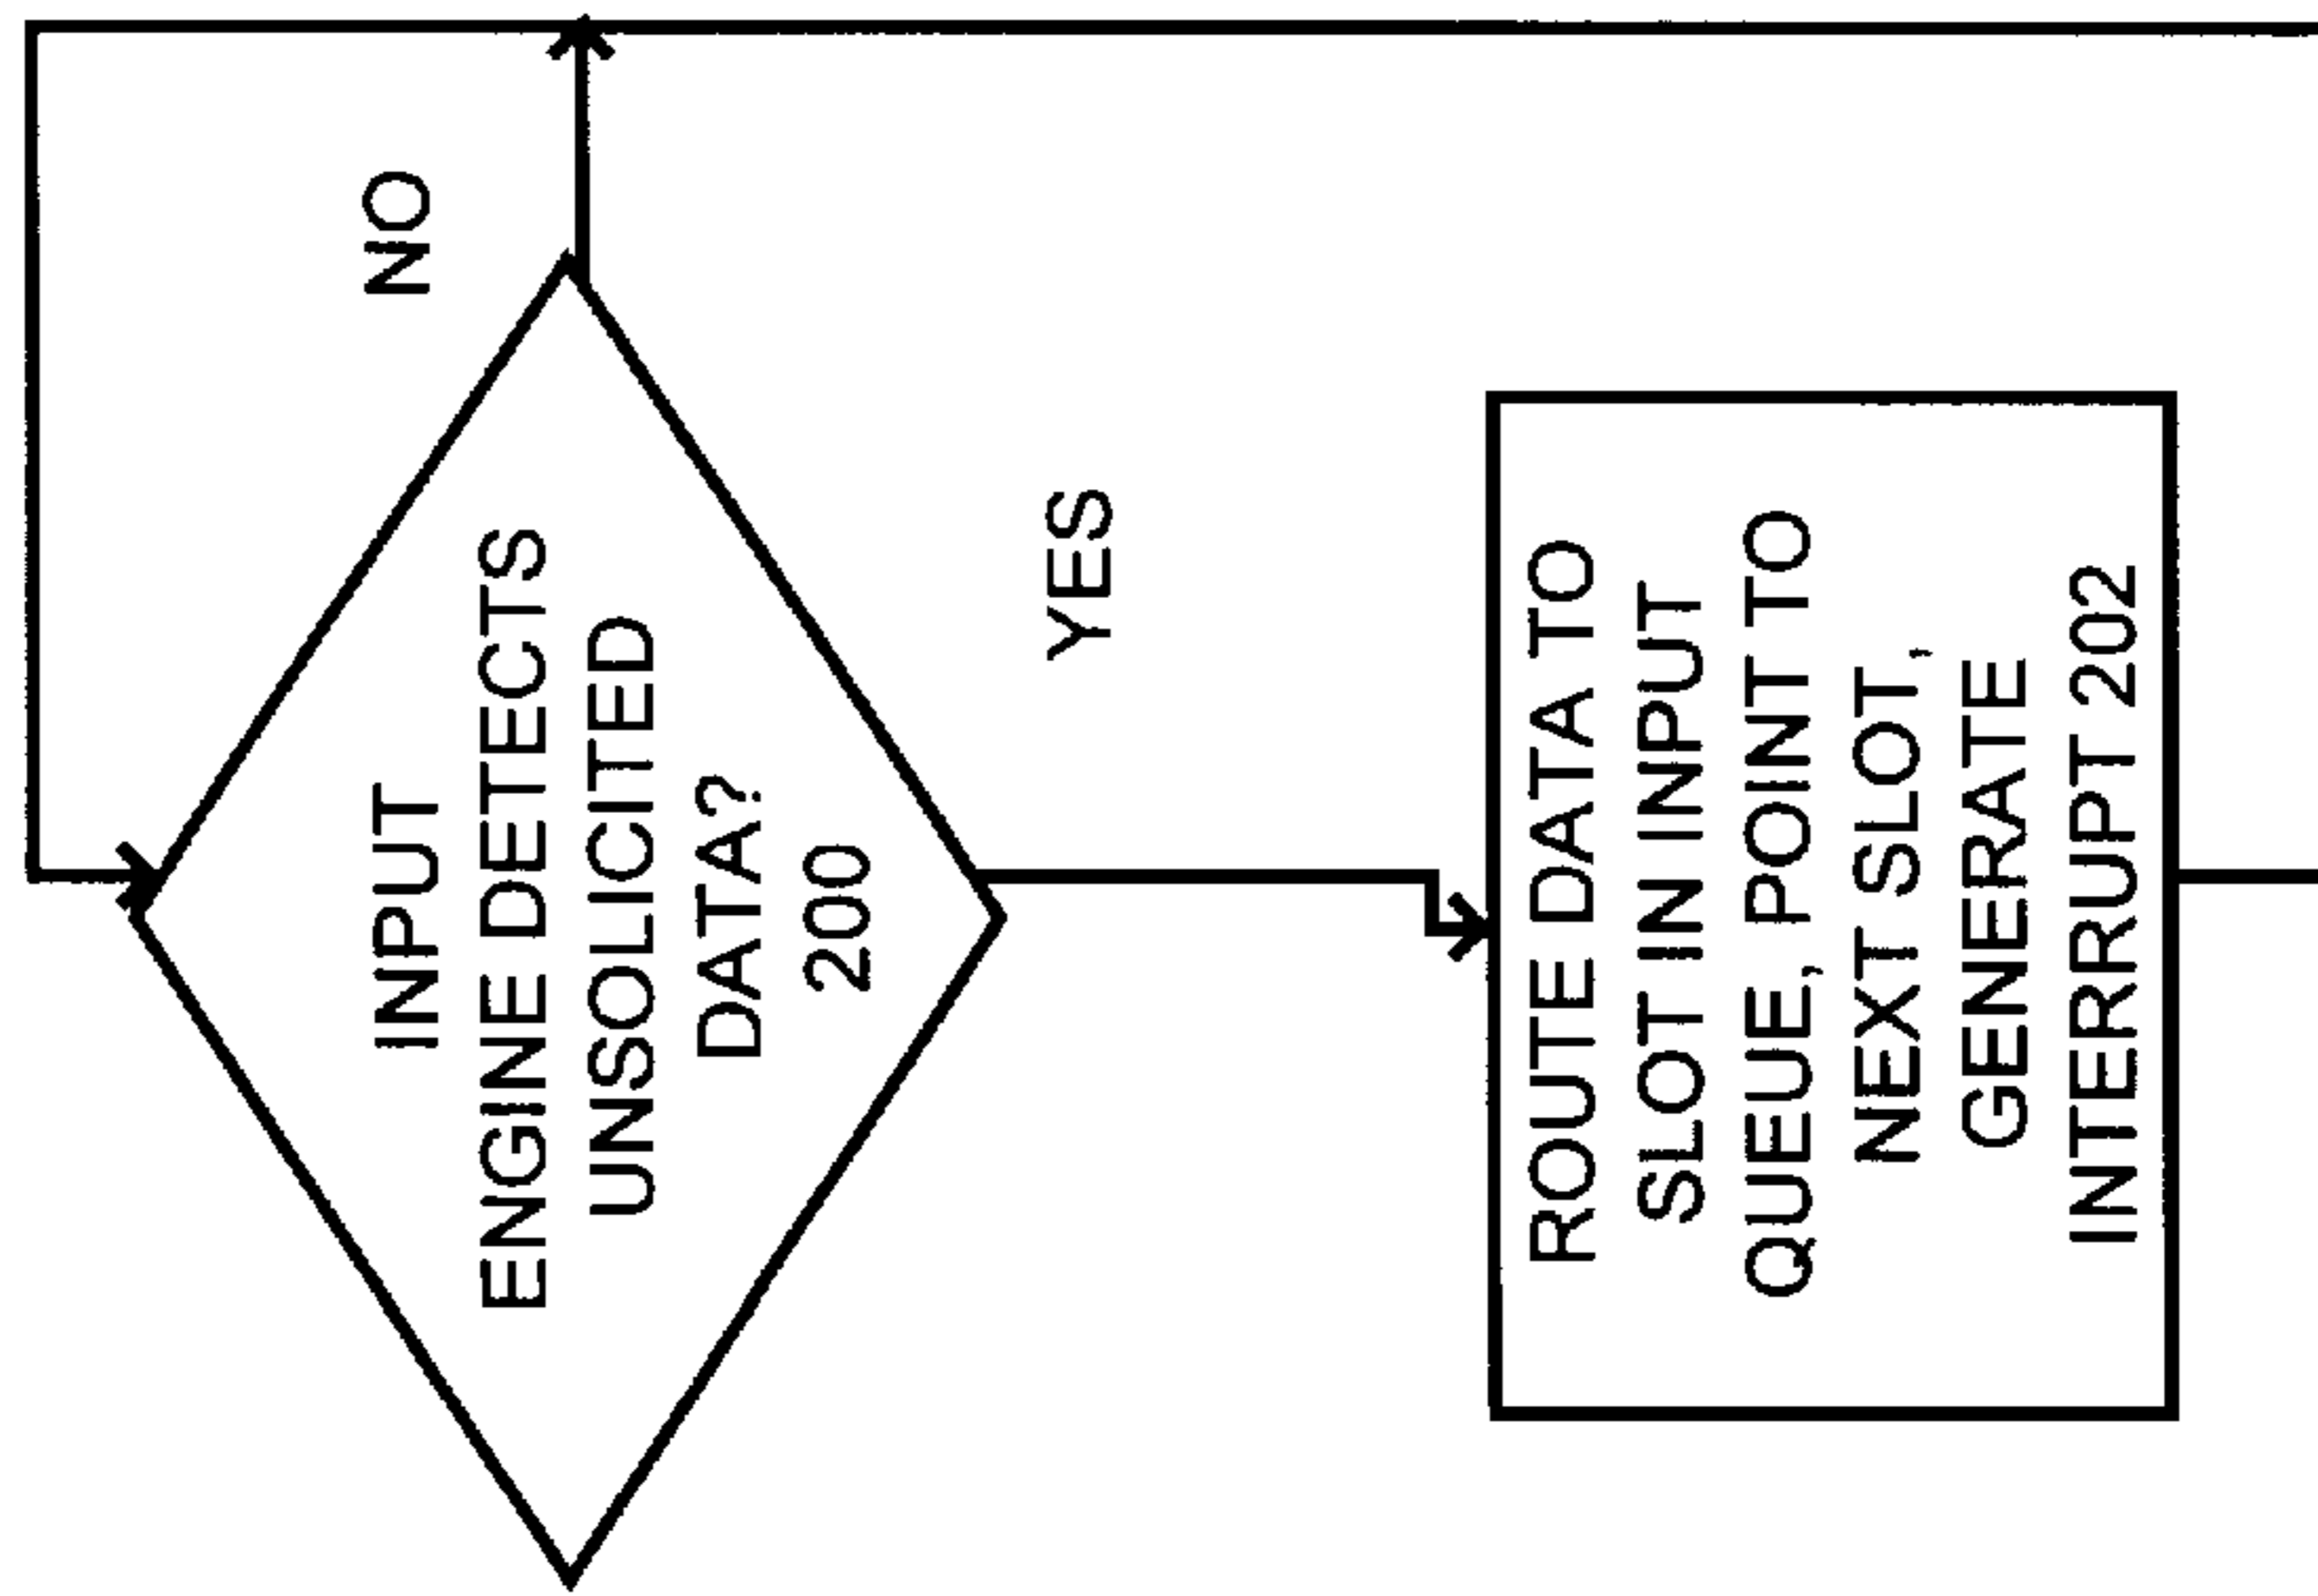 INPUT
ENGINE DETECTS
UNSOLICITED
DATA?
200
NO
YES
ROUTE DATA TO
SLOT IN INPUT
QUEUE, POINT TO
NEXT SLOT,
GENERATE
INTERRUPT 202